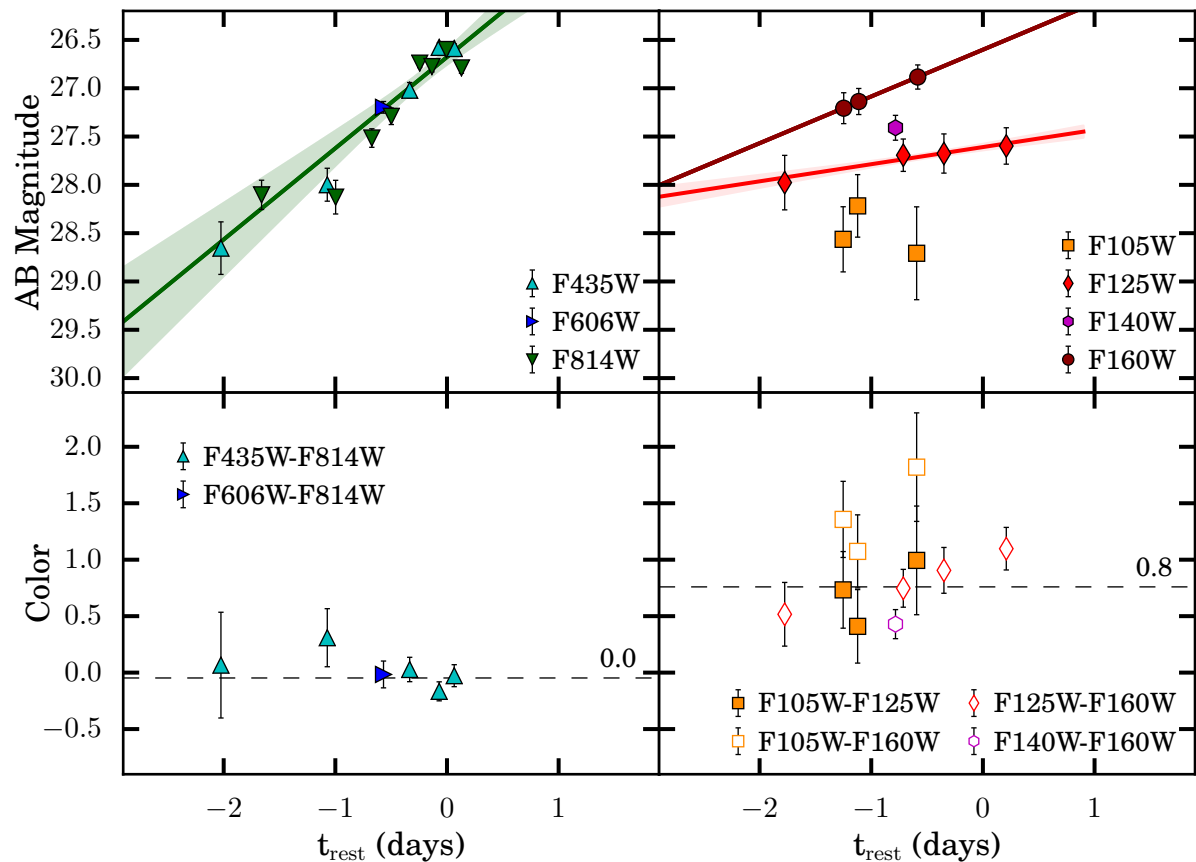 26.5
27.0
27.5
28.0
28.5
29.0
29.5
30.0
AB Magnitude
F435W
F606W
F814W
F105W
F125W
F140W
F160W
2.0
1.5
1.0
0.5
0.0
−0.5
Color
F435W-F814W
F606W-F814W
0.0
0.8
F105W-F125W F125W-F160W
F105W-F160W F140W-F160W
−2 −1 0 1 −2 −1 0 1
t_rest (days) t_rest (days)